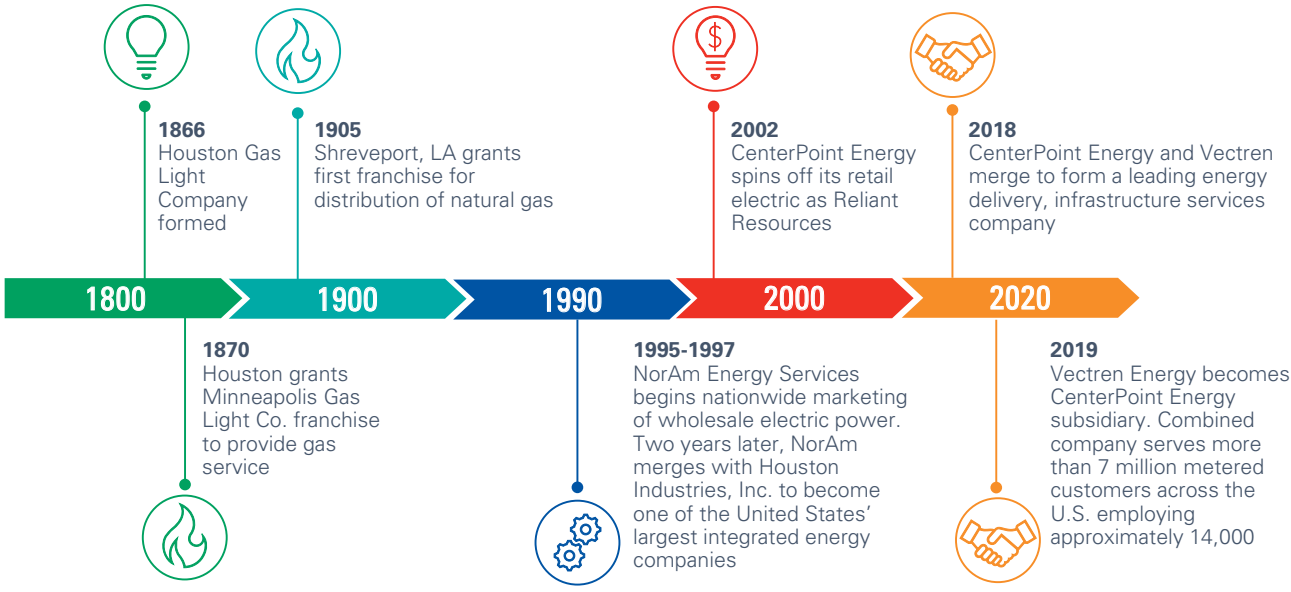 $
1866
Houston Gas
Light
Company
formed
1905
Shreveport, LA grants
first franchise for
distribution of natural gas
2002
CenterPoint Energy
spins off its retail
electric as Reliant
Resources
2018
CenterPoint Energy and Vectren
merge to form a leading energy
delivery, infrastructure services
company
1800
1900
1990
2000
2020
1870
Houston grants
Minneapolis Gas
Light Co. franchise
to provide gas
service
1995-1997
NorAm Energy Services
begins nationwide marketing
of wholesale electric power.
Two years later, NorAm
merges with Houston
Industries, Inc. to become
one of the United States’
largest integrated energy
companies
2019
Vectren Energy becomes
CenterPoint Energy
subsidiary. Combined
company serves more
than 7 million metered
customers across the
U.S. employing
approximately 14,000